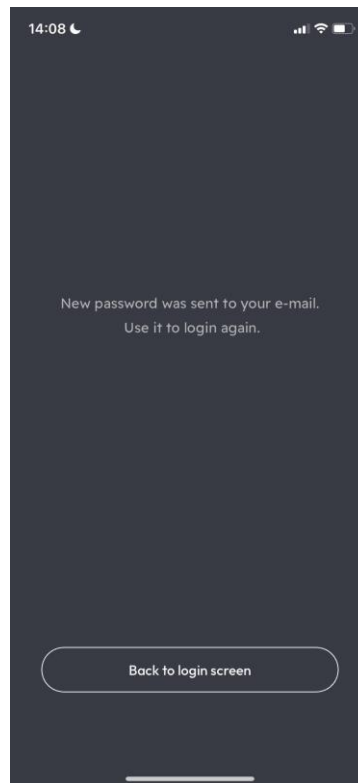 14:08
New password was sent to your e-mail.
Use it to login again.
Back to login screen